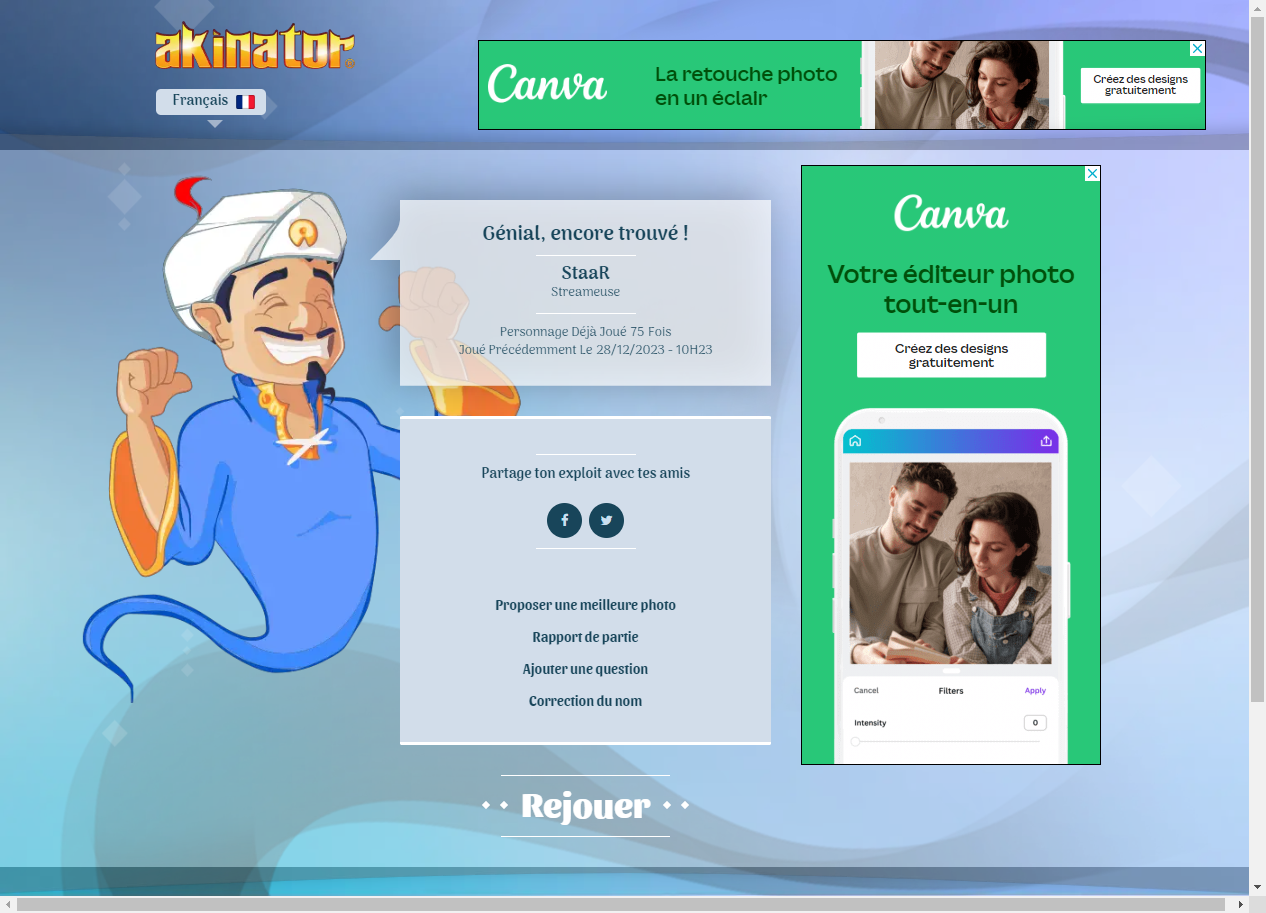 akinator
Français
Canva
La retouche photo
en un éclair
Créez des designs
gratuitement
Génial, encore trouvé !
StaaR
Streameuse
Personnage Déjà Joué 75 Fois
Joué Précédemment Le 28/12/2023 - 10H23
Partage ton exploit avec tes amis
Proposer une meilleure photo
Rapport de partie
Ajouter une question
Correction du nom
Rejouer
Canva
Votre éditeur photo
tout-en-un
Créez des designs
gratuitement
Cancel
Filters
Apply
Intensity
0